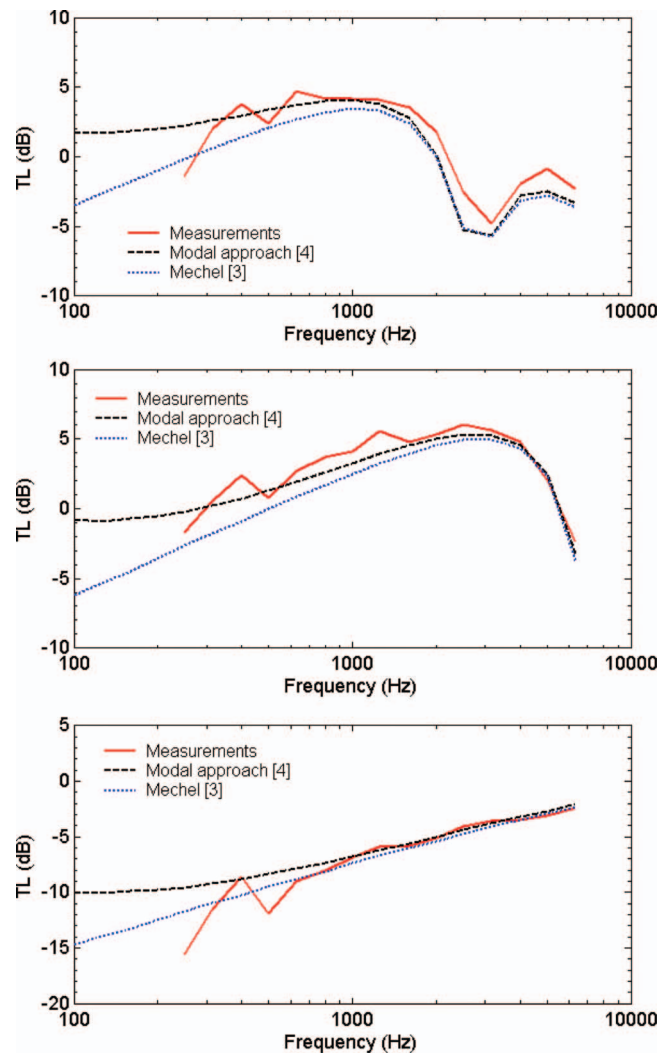 10
5
0
-5
-10
TL (dB)
Measurements
Modal approach [4]
Mechel [3]
100
1000
10000
Frequency (Hz)
10
5
0
-5
-10
TL (dB)
Measurements
Modal approach [4]
Mechel [3]
100
1000
10000
Frequency (Hz)
5
0
-5
-10
-15
-20
TL (dB)
Measurements
Modal approach [4]
Mechel [3]
100
1000
10000
Frequency (Hz)